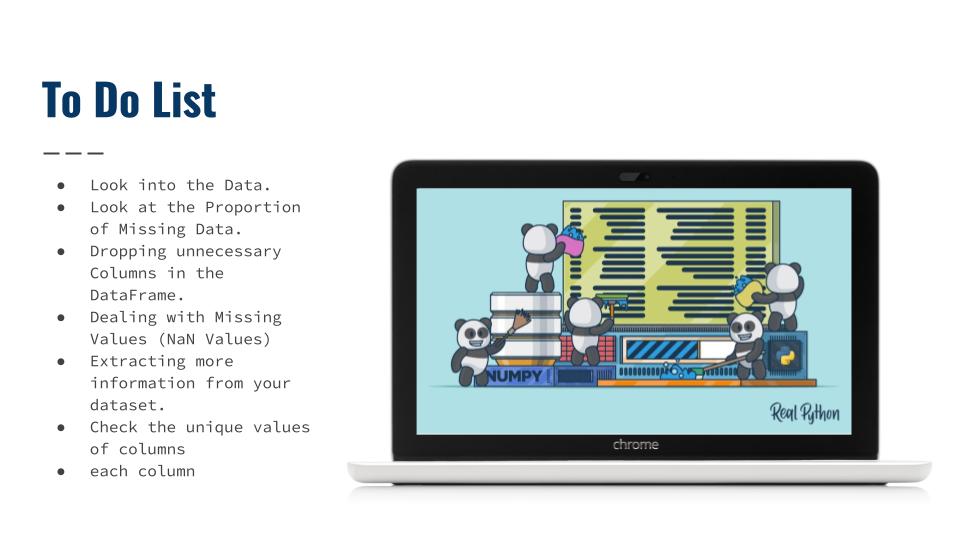 To Do List
● Look into the Data.
● Look at the Proportion
of Missing Data.
● Dropping unnecessary
Columns in the
DataFrame.
● Dealing with Missing
Values (NaN Values)
● Extracting more
information from your
dataset.
● Check the unique values
of columns
● each column
NUMPY
Real Python
chrome